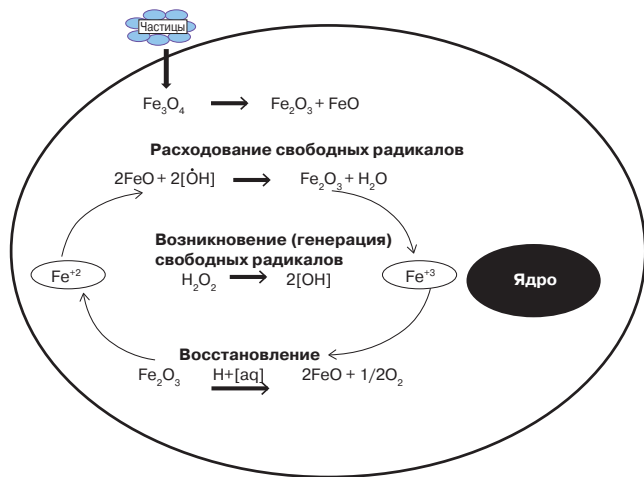 Частицы
Fe₃O₄ → Fe₂O₃ + FeO
Расходование свободных радикалов
2FeO + 2[ȮH] → Fe₂O₃ + H₂O
Возникновение (генерация)
свободных радикалов
H₂O₂ → 2[OH]
Fe⁺²
Fe⁺³
Ядро
Восстановление
Fe₂O₃ H+[aq] → 2FeO + 1/2O₂